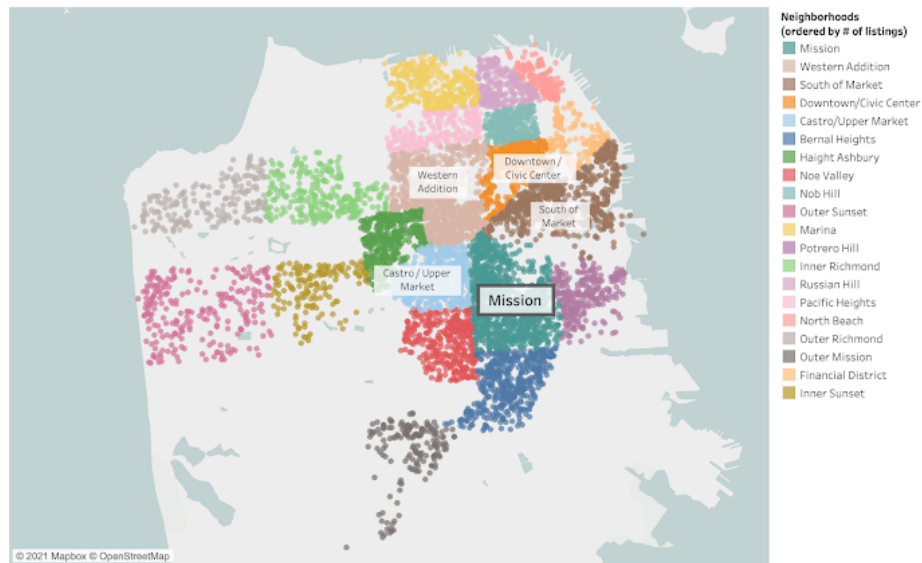 Neighborhoods
(ordered by # of listings)
Mission
Western Addition
South of Market
Downtown/Civic Center
Castro/Upper Market
Bernal Heights
Haight Ashbury
Noe Valley
Nob Hill
Outer Sunset
Marina
Potrero Hill
Inner Richmond
Russian Hill
Pacific Heights
North Beach
Outer Richmond
Outer Mission
Financial District
Inner Sunset
Western
Addition
Downtown/
Civic Center
South of
Market
Castro / Upper
Market
Mission
© 2021 Mapbox © OpenStreetMap